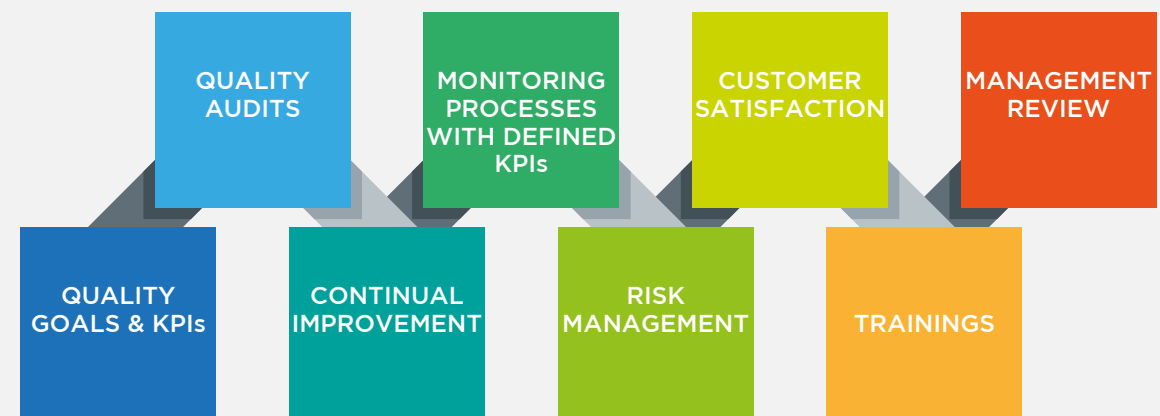 QUALITY
AUDITS
MONITORING
PROCESSES
WITH DEFINED
KPIs
CUSTOMER
SATISFACTION
MANAGEMENT
REVIEW
QUALITY
GOALS & KPIs
CONTINUAL
IMPROVEMENT
RISK
MANAGEMENT
TRAININGS